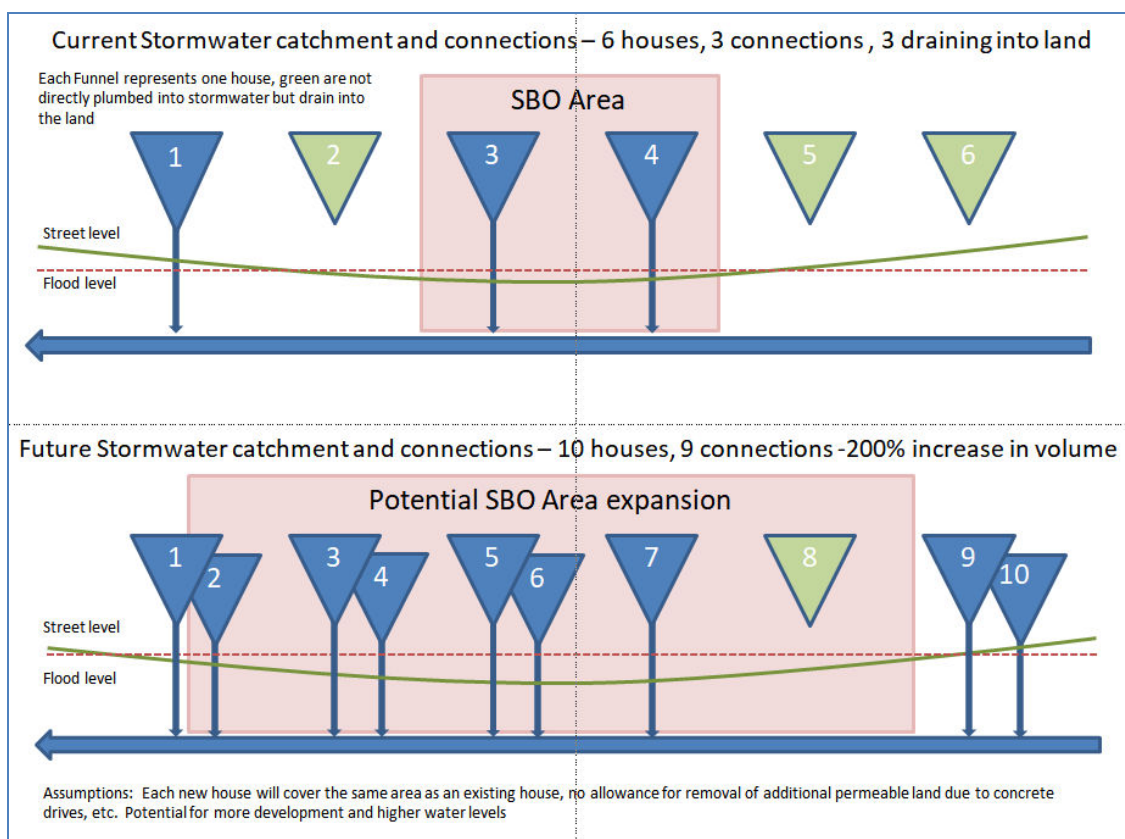 Current Stormwater catchment and connections – 6 houses, 3 connections , 3 draining into land
Each Funnel represents one house, green are not
directly plumbed into stormwater but drain into
the land
SBO Area
1
2
3
4
5
6
Street level
Flood level
Future Stormwater catchment and connections – 10 houses, 9 connections -200% increase in volume
Potential SBO Area expansion
1
2
3
4
5
6
7
8
9
10
Street level
Flood level
Assumptions: Each new house will cover the same area as an existing house, no allowance for removal of additional permeable land due to concrete
drives, etc. Potential for more development and higher water levels